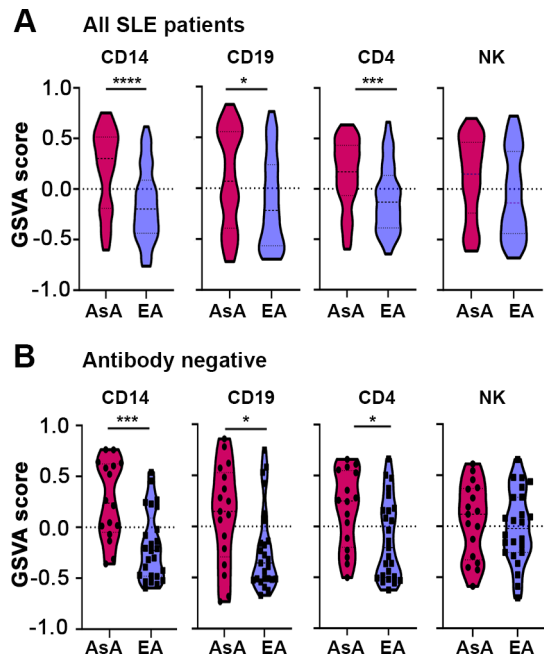 A All SLE patients
CD14 CD19 CD4 NK
**** * ***
GSVA score
1.0
0.5
0.0
-0.5
-1.0
AsA EA AsA EA AsA EA AsA EA
B Antibody negative
CD14 CD19 CD4 NK
*** * *
GSVA score
1.0
0.5
0.0
-0.5
-1.0
AsA EA AsA EA AsA EA AsA EA